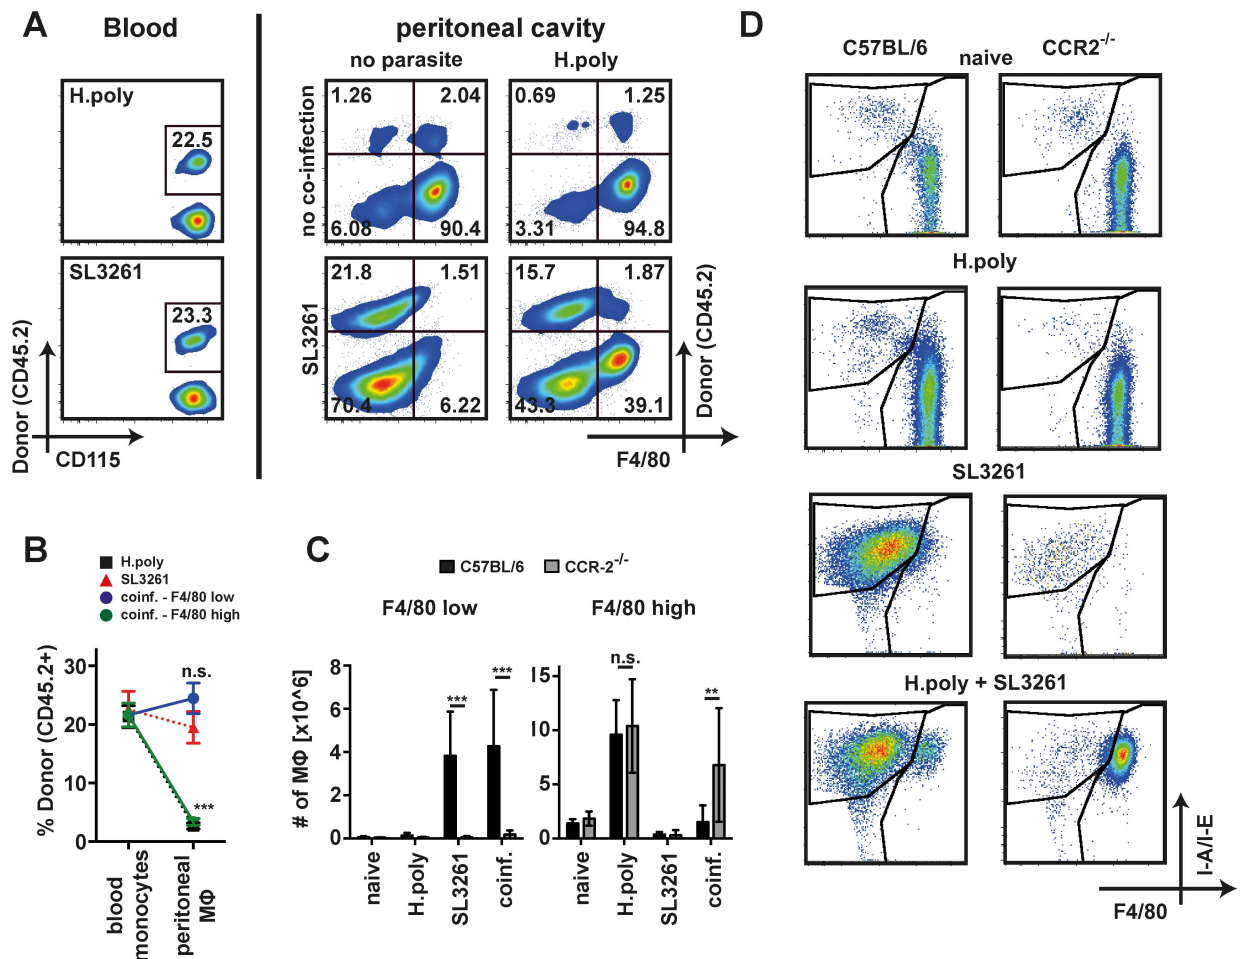 A
Blood
peritoneal cavity
no parasite
H.poly
H.poly
22.5
SL3261
23.3
Donor (CD45.2)
CD115
no co-infection
1.26
2.04
6.08
90.4
0.69
1.25
3.31
94.8
SL3261
21.8
1.51
70.4
6.22
15.7
1.87
43.3
39.1
Donor (CD45.2)
F4/80
B
H.poly
SL3261
coinf. - F4/80 low
coinf. - F4/80 high
% Donor (CD45.2+)
30
20
10
0
n.s.
***
blood
monocytes
peritoneal
MΦ
C
C57BL/6
CCR-2-/-
F4/80 low
F4/80 high
# of MΦ [x10^6]
8
6
4
2
0
***
***
naive
H.poly
SL3261
coinf.
15
10
5
0
n.s.
**
naive
H.poly
SL3261
coinf.
D
C57BL/6
naive
CCR2-/-
H.poly
SL3261
H.poly + SL3261
I-A/I-E
F4/80